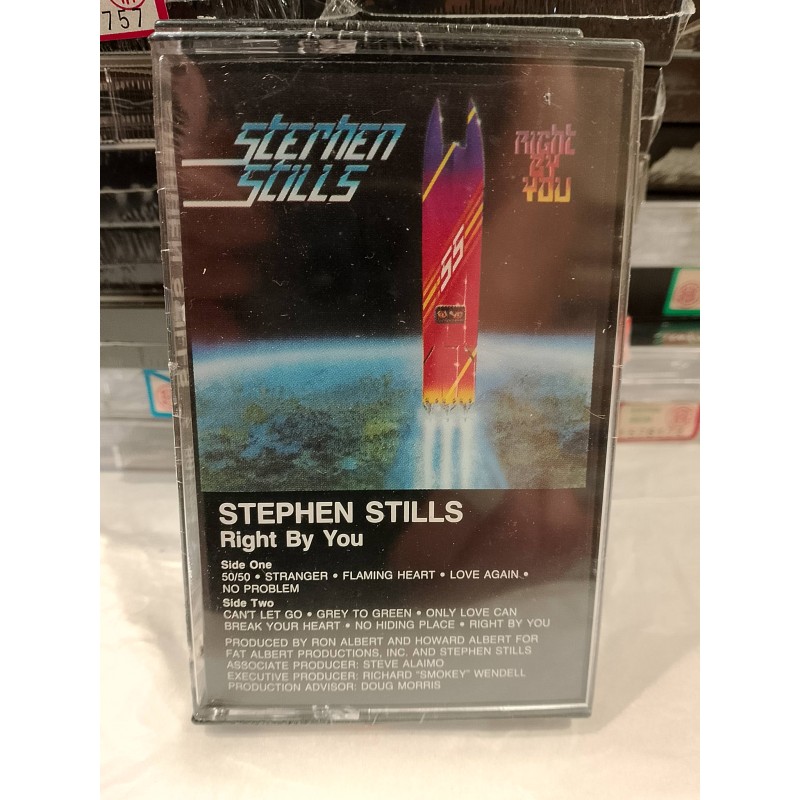 757
STEPHEN
STILLS
RIGHT
BY
YOU
SS
STEPHEN STILLS
Right By You
Side One
50/50 • STRANGER • FLAMING HEART • LOVE AGAIN •
NO PROBLEM
Side Two
CAN'T LET GO • GREY TO GREEN • ONLY LOVE CAN
BREAK YOUR HEART • NO HIDING PLACE • RIGHT BY YOU
PRODUCED BY RON ALBERT AND HOWARD ALBERT FOR
FAT ALBERT PRODUCTIONS, INC. AND STEPHEN STILLS
ASSOCIATE PRODUCER: STEVE ALAIMO
EXECUTIVE PRODUCER: RICHARD "SMOKEY" WENDELL
PRODUCTION ADVISOR: DOUG MORRIS